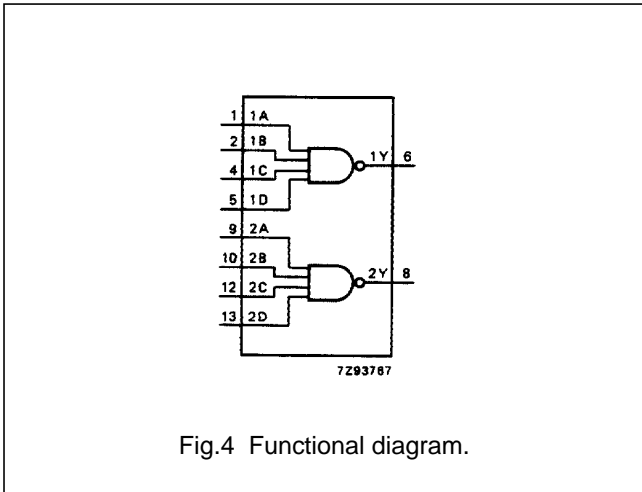 1 1A
2 1B
4 1C
5 1D
1Y 6
9 2A
10 2B
12 2C
13 2D
2Y 8
7Z93767
Fig.4 Functional diagram.